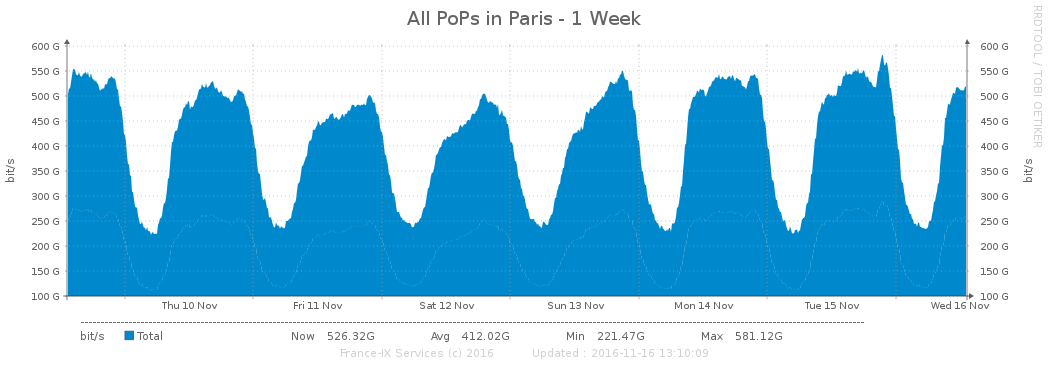 All PoPs in Paris - 1 Week
RRDTOOL / TOBI OETIKER
bit/s
bit/s
600 G 600 G
550 G 550 G
500 G 500 G
450 G 450 G
400 G 400 G
350 G 350 G
300 G 300 G
250 G 250 G
200 G 200 G
150 G 150 G
100 G 100 G
Thu 10 Nov Fri 11 Nov Sat 12 Nov Sun 13 Nov Mon 14 Nov Tue 15 Nov Wed 16 Nov
bit/s Total Now 526.32G Avg 412.02G Min 221.47G Max 581.12G
France-IX Services (c) 2016 Updated : 2016-11-16 13:10:09